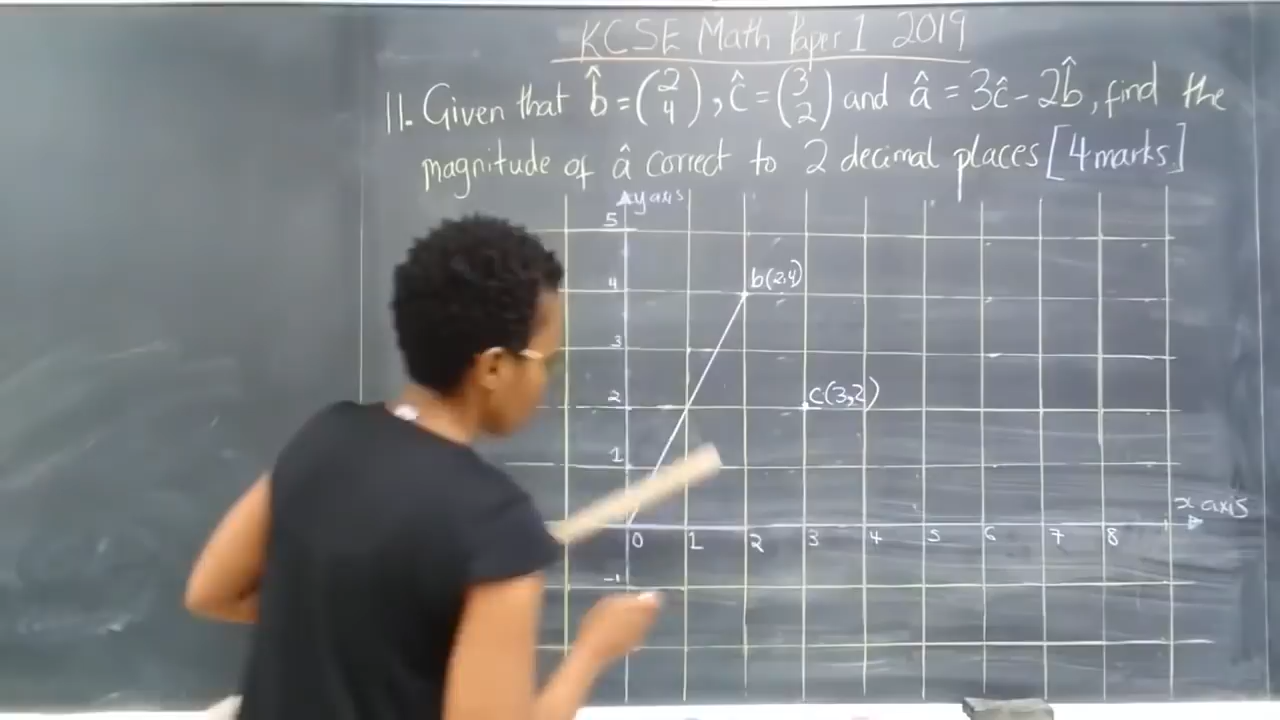 KCSE Math Paper 1 2019
11. Given that b̂ = (2 4), ĉ = (3 2) and â = 3ĉ - 2b̂, find the
magnitude of â correct to 2 decimal places [4marks]
y axis
5
4 b(2,4)
3
2 c(3,2)
1
x axis
0 1 2 3 4 5 6 7 8
-1